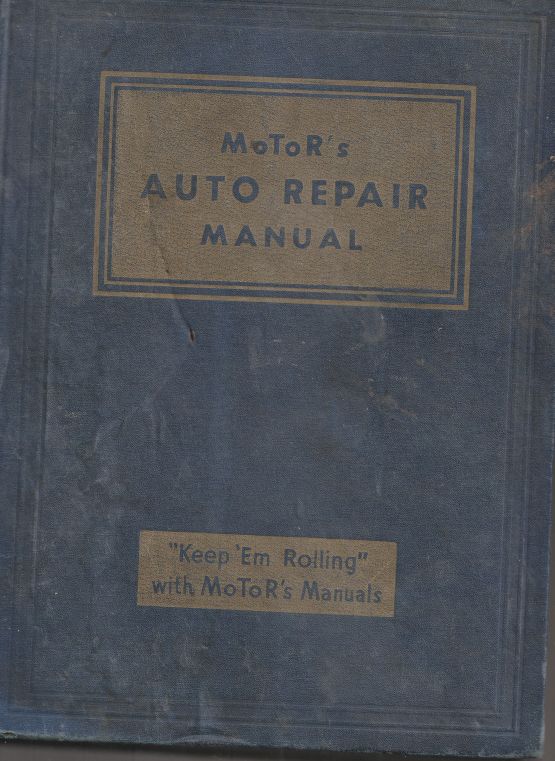 MoToR's
AUTO REPAIR
MANUAL
"Keep 'Em Rolling"
with MoToR's Manuals